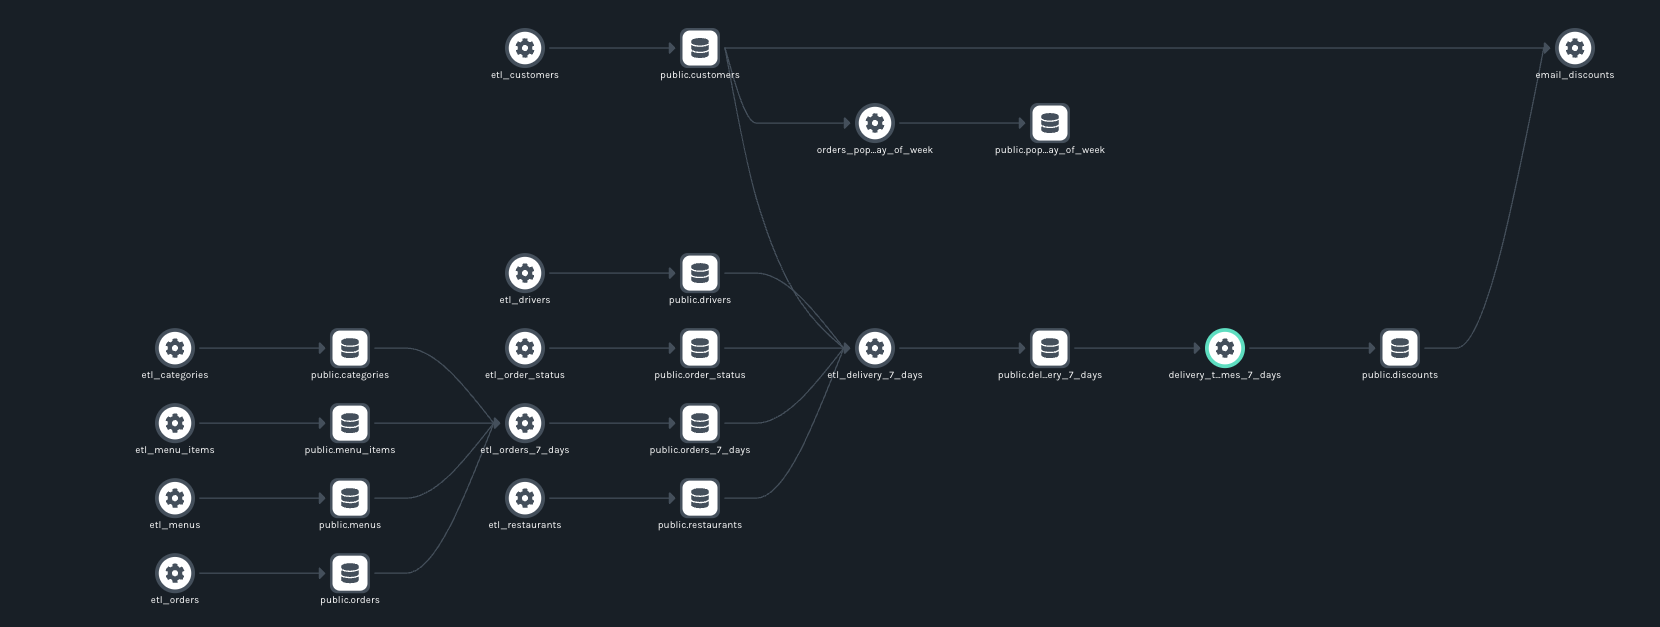 etl_customers
public.customers
email_discounts
orders_pop...ay_of_week
public.pop...ay_of_week
etl_drivers
public.drivers
etl_categories
public.categories
etl_order_status
public.order_status
etl_delivery_7_days
public.del...ery_7_days
delivery_t...mes_7_days
public.discounts
etl_menu_items
public.menu_items
etl_orders_7_days
public.orders_7_days
etl_menus
public.menus
etl_restaurants
public.restaurants
etl_orders
public.orders